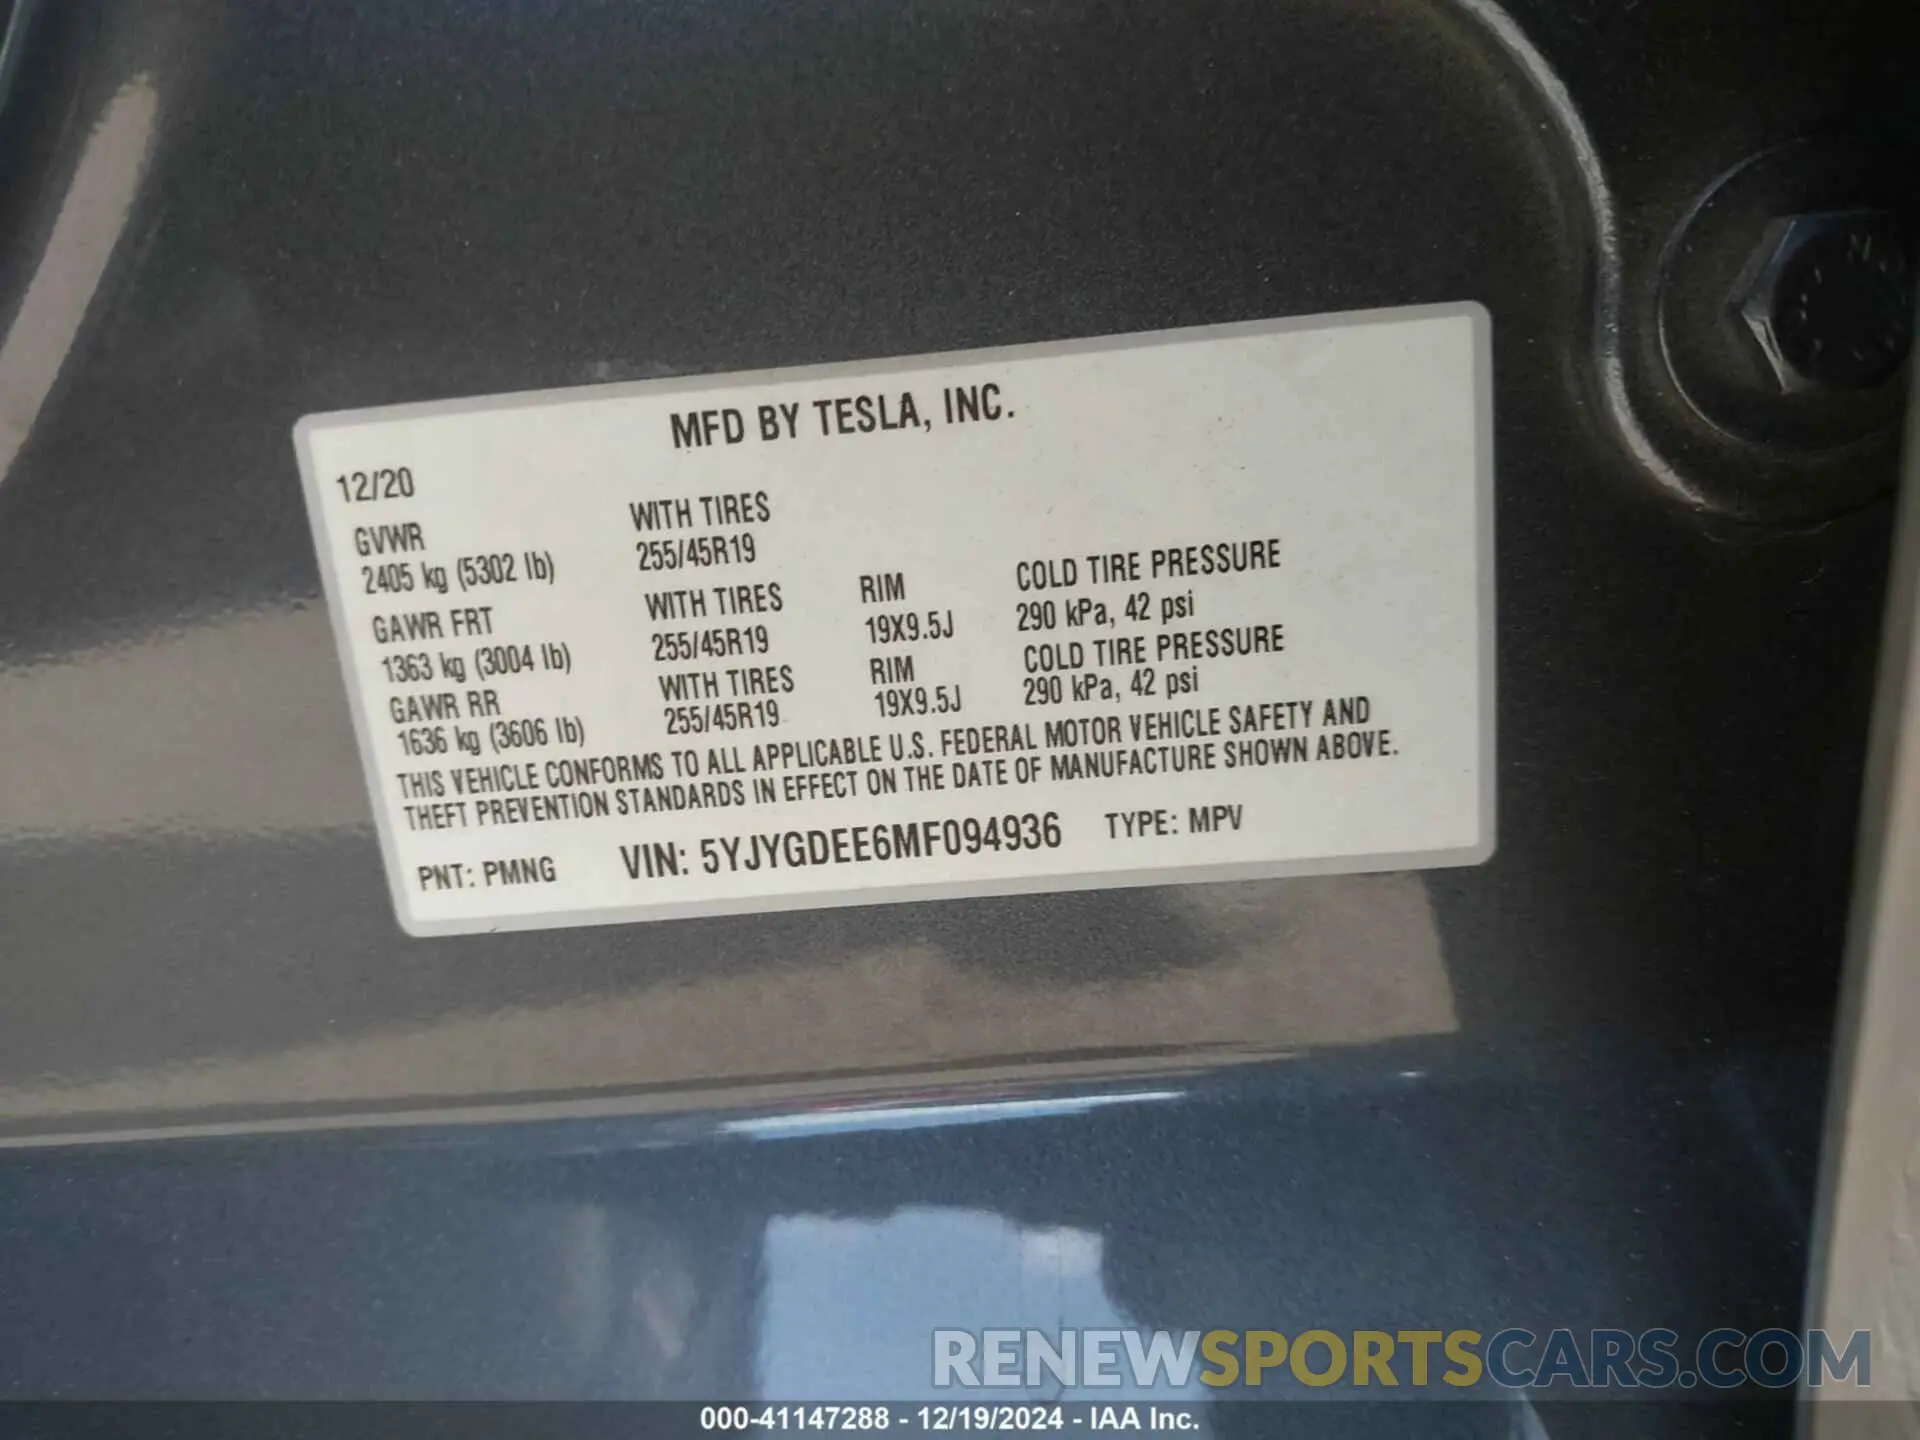 MFD BY TESLA, INC.
12/20
GVWR WITH TIRES
2405 kg (5302 lb) 255/45R19
GAWR FRT WITH TIRES RIM COLD TIRE PRESSURE
1363 kg (3004 lb) 255/45R19 19X9.5J 290 kPa, 42 psi
GAWR RR WITH TIRES RIM COLD TIRE PRESSURE
1636 kg (3606 lb) 255/45R19 19X9.5J 290 kPa, 42 psi
THIS VEHICLE CONFORMS TO ALL APPLICABLE U.S. FEDERAL MOTOR VEHICLE SAFETY AND
THEFT PREVENTION STANDARDS IN EFFECT ON THE DATE OF MANUFACTURE SHOWN ABOVE.
PNT: PMNG VIN: 5YJYGDEE6MF094936 TYPE: MPV
RENEWSPORTSCARS.COM
000-41147288 - 12/19/2024 - IAA Inc.